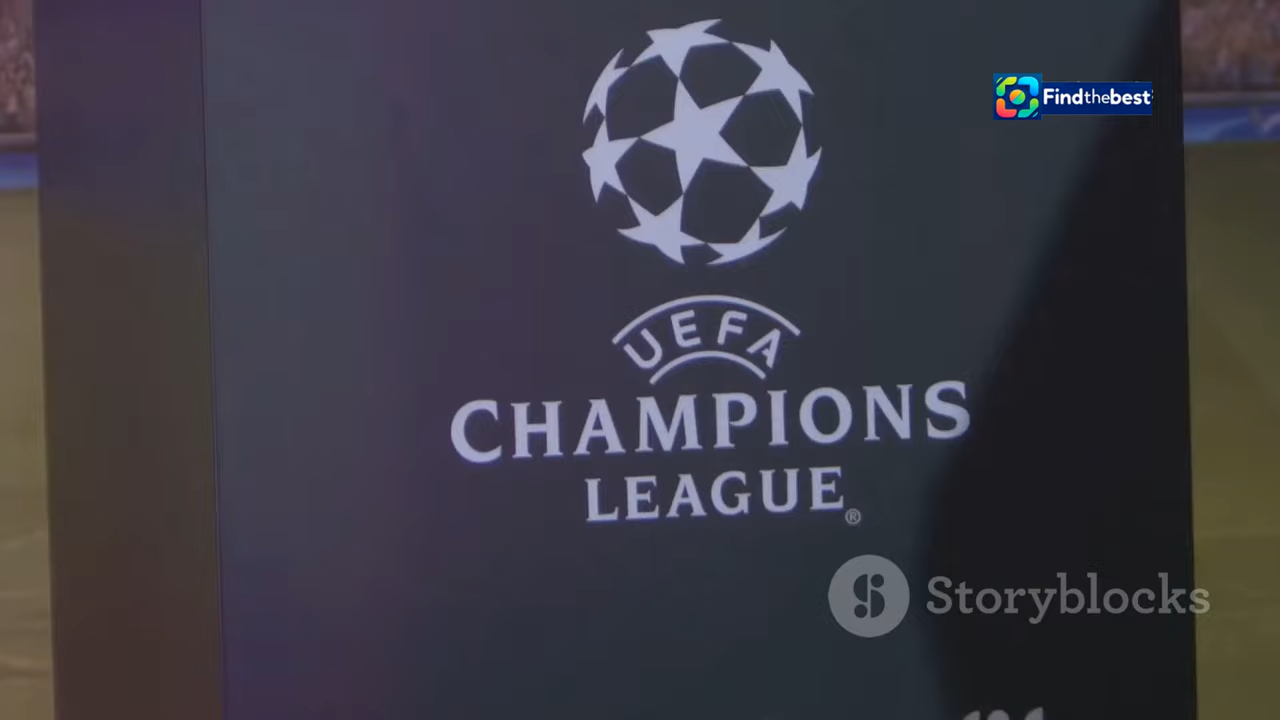 Findthebest
UEFA
CHAMPIONS
LEAGUE®
Storyblocks